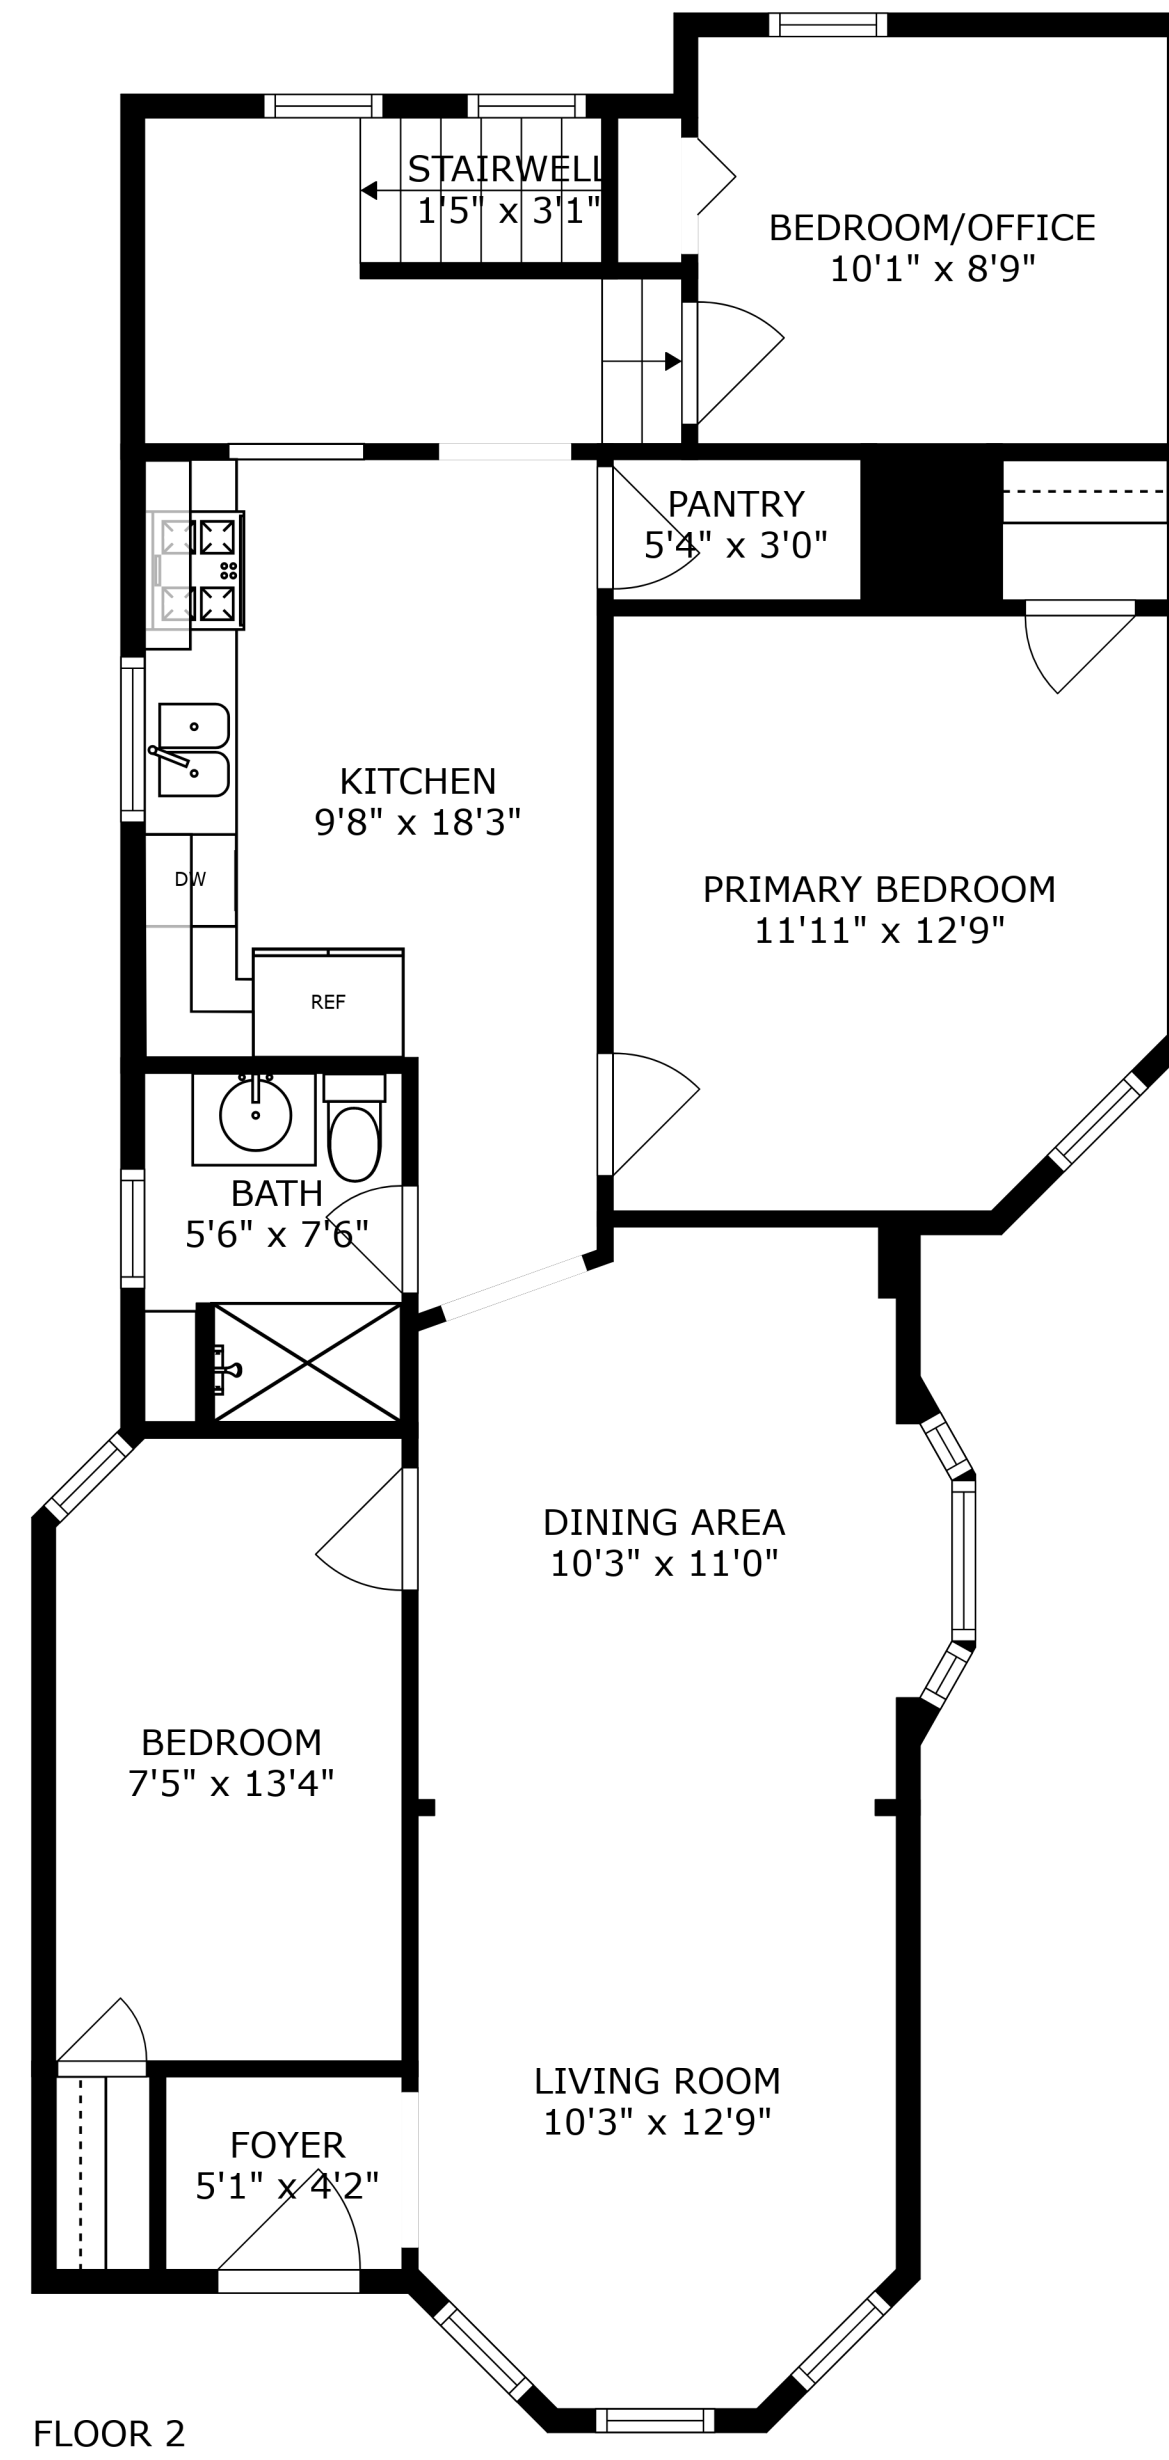 STAIRWELL
1'5" x 3'1"
BEDROOM/OFFICE
10'1" x 8'9"
PANTRY
5'4" x 3'0"
KITCHEN
9'8" x 18'3"
DW
PRIMARY BEDROOM
11'11" x 12'9"
REF
BATH
5'6" x 7'6"
DINING AREA
10'3" x 11'0"
BEDROOM
7'5" x 13'4"
LIVING ROOM
10'3" x 12'9"
FOYER
5'1" x 4'2"
FLOOR 2